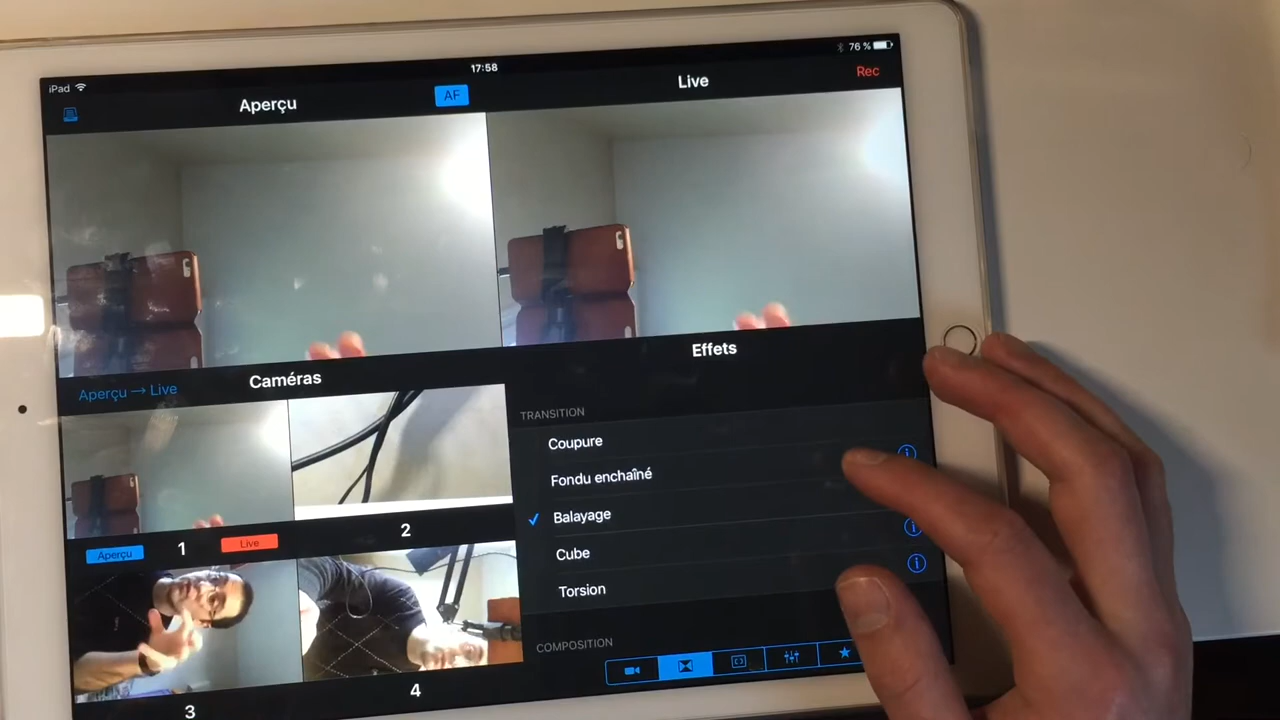 iPad
17:58
76 %
Aperçu
AF
Live
Rec
Aperçu → Live
Caméras
Effets
TRANSITION
Coupure
Fondu enchaîné
Balayage
Cube
Torsion
COMPOSITION
Aperçu
1
Live
2
3
4